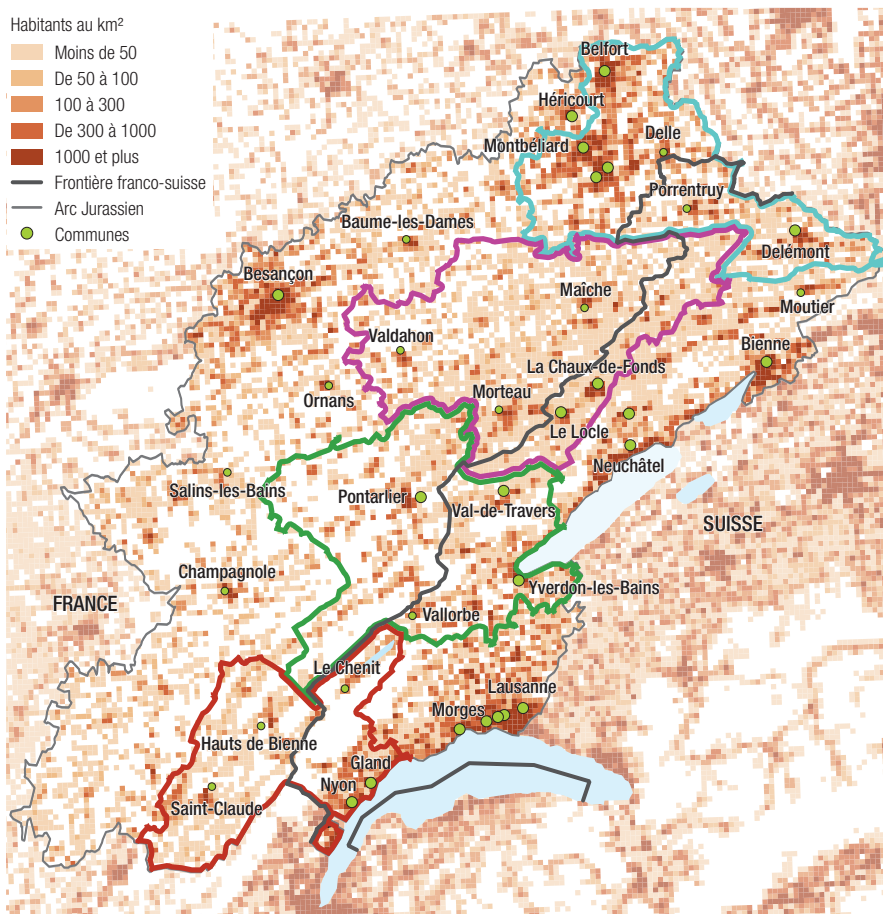 Habitants au km²
Moins de 50
De 50 à 100
100 à 300
De 300 à 1000
1000 et plus
Frontière franco-suisse
Arc Jurassien
Communes
Belfort
Héricourt
Montbéliard
Delle
Porrentruy
Baume-les-Dames
Delémont
Besançon
Maîche
Moutier
Valdahon
Bienne
La Chaux-de-Fonds
Ornans
Morteau
Le Locle
Neuchâtel
Salins-les-Bains
Pontarlier
Val-de-Travers
SUISSE
Champagnole
Yverdon-les-Bains
FRANCE
Vallorbe
Le Chenit
Lausanne
Morges
Hauts de Bienne
Gland
Nyon
Saint-Claude